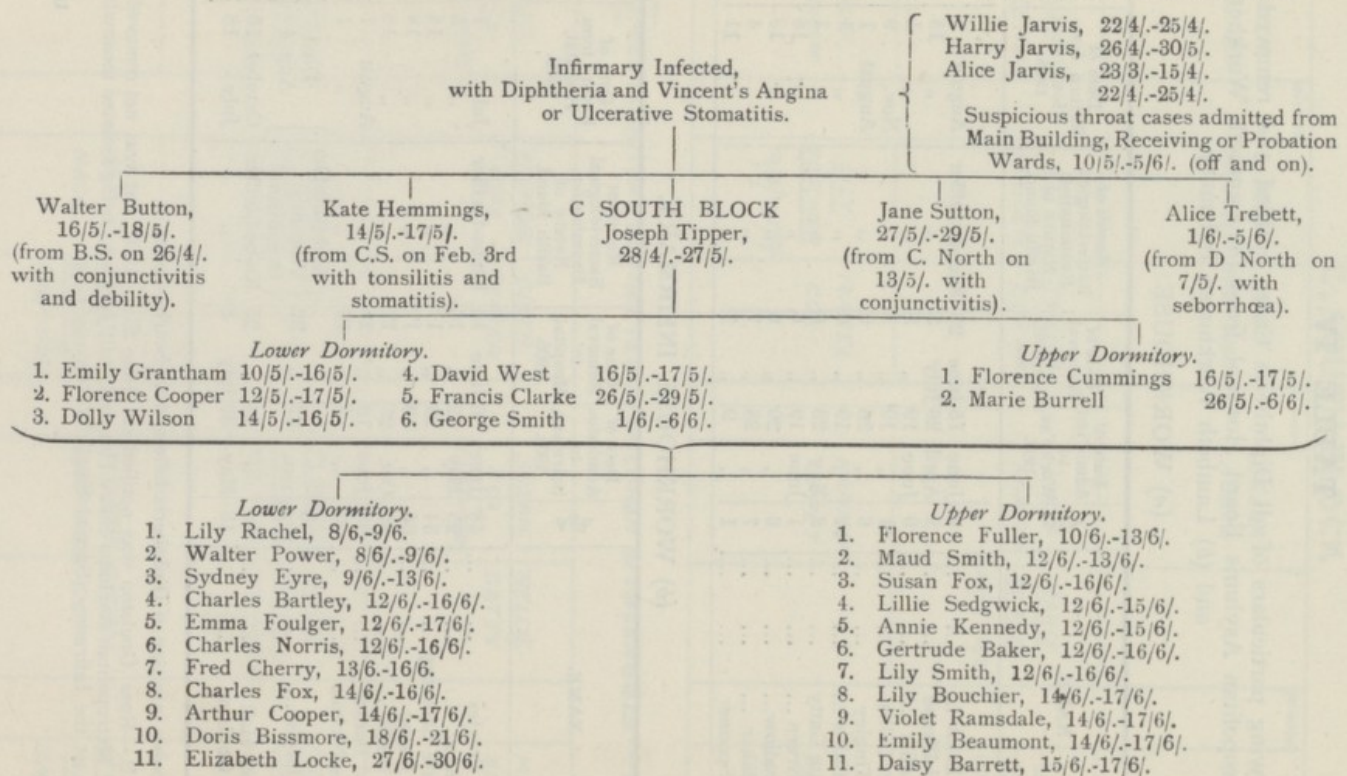 Infirmary Infected,
with Diphtheria and Vincent's Angina
or Ulcerative Stomatitis.
Willie Jarvis, 22/4/.-25/4/.
Harry Jarvis, 26/4/.-30/5/.
Alice Jarvis, 23/3/.-15/4/.
22/4/.-25/4/.
Suspicious throat cases admitted from
Main Building, Receiving or Probation
Wards, 10/5/.-5/6/. (off and on).
Walter Button,
16/5/.-18/5/.
(from B.S. on 26/4/.
with conjunctivitis
and debility).
Kate Hemmings,
14/5/.-17/5/.
(from C.S. on Feb. 3rd
with tonsilitis and
stomatitis).
C SOUTH BLOCK
Joseph Tipper,
28/4/.-27/5/.
Jane Sutton,
27/5/.-29/5/.
(from C. North on
13/5/. with
conjunctivitis).
Alice Trebett,
1/6/.-5/6/.
(from D North on
7/5/. with
seborrhœa).
Lower Dormitory.
1. Emily Grantham 10/5/.-16/5/.
2. Florence Cooper 12/5/.-17/5/.
3. Dolly Wilson 14/5/.-16/5/.
4. David West 16/5/.-17/5/.
5. Francis Clarke 26/5/.-29/5/.
6. George Smith 1/6/.-6/6/.
Upper Dormitory.
1. Florence Cummings 16/5/.-17/5/.
2. Marie Burrell 26/5/.-6/6/.
Lower Dormitory.
1. Lily Rachel, 8/6,-9/6.
2. Walter Power, 8/6/.-9/6/.
3. Sydney Eyre, 9/6/.-13/6/.
4. Charles Bartley, 12/6/.-16/6/.
5. Emma Foulger, 12/6/.-17/6/.
6. Charles Norris, 12/6/.-16/6/.
7. Fred Cherry, 13/6.-16/6.
8. Charles Fox, 14/6/.-16/6/.
9. Arthur Cooper, 14/6/.-17/6/.
10. Doris Bissmore, 18/6/.-21/6/.
11. Elizabeth Locke, 27/6/.-30/6/.
Upper Dormitory.
1. Florence Fuller, 10/6/.-13/6/.
2. Maud Smith, 12/6/.-13/6/.
3. Susan Fox, 12/6/.-16/6/.
4. Lillie Sedgwick, 12/6/.-15/6/.
5. Annie Kennedy, 12/6/.-15/6/.
6. Gertrude Baker, 12/6/.-16/6/.
7. Lily Smith, 12/6/.-16/6/.
8. Lily Bouchier, 14/6/.-17/6/.
9. Violet Ramsdale, 14/6/.-17/6/.
10. Emily Beaumont, 14/6/.-17/6/.
11. Daisy Barrett, 15/6/.-17/6/.